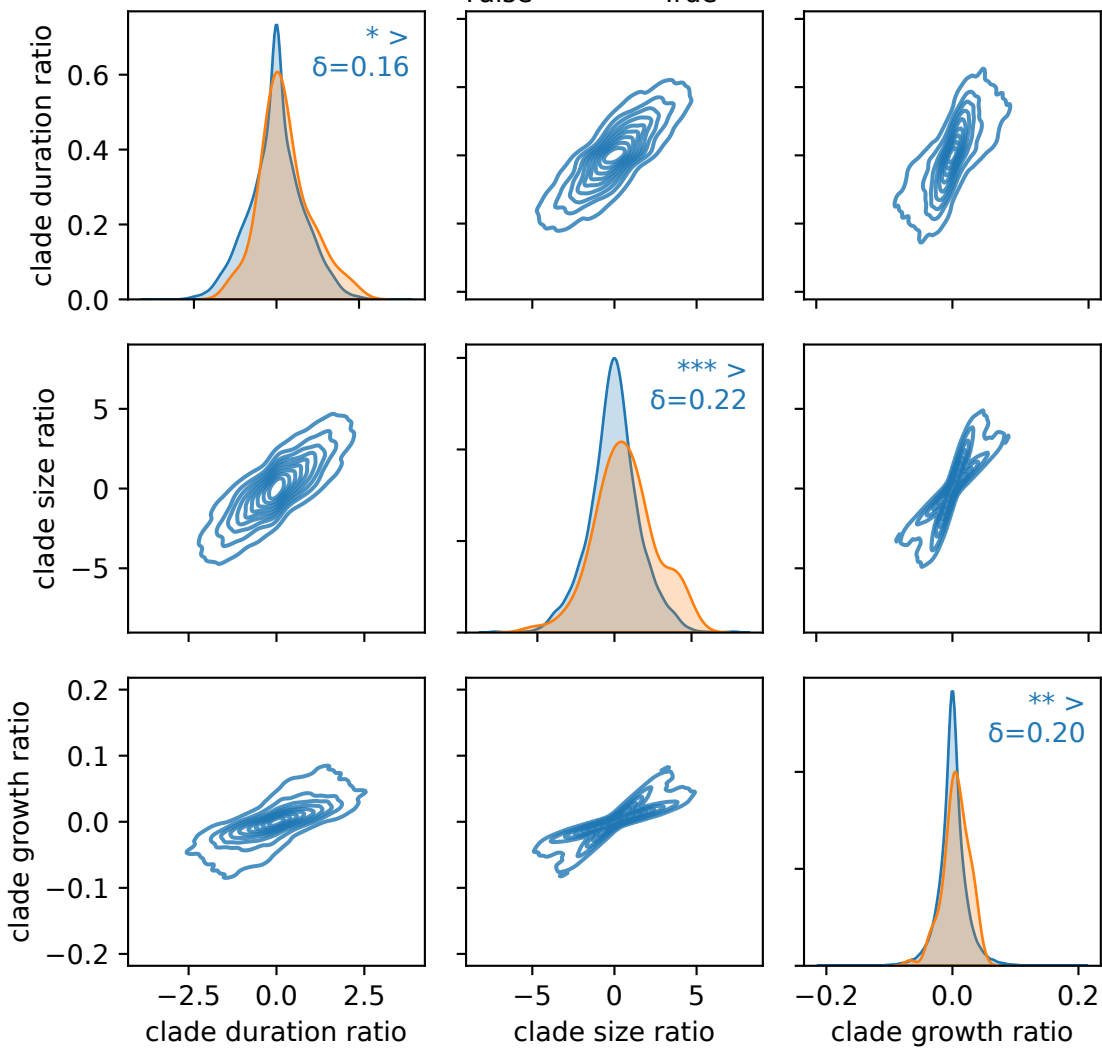 clade duration ratio
0.6
0.4
0.2
0.0
* >
δ=0.16
clade size ratio
5
0
−5
*** >
δ=0.22
clade growth ratio
0.2
0.1
0.0
−0.1
−0.2
** >
δ=0.20
−2.5 0.0 2.5
clade duration ratio
−5 0 5
clade size ratio
−0.2 0.0 0.2
clade growth ratio